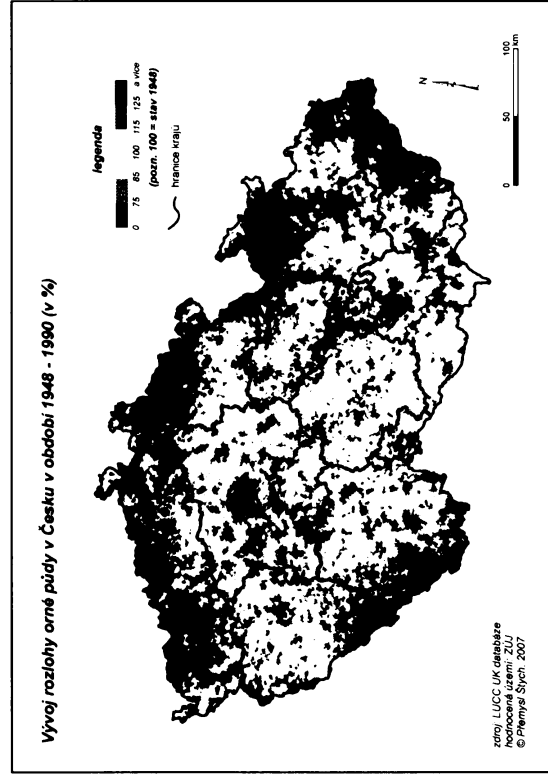 Vývoj rozlohy orné půdy v Česku v období 1948 - 1990 (v %)
legenda
0 75 85 100 115 125 a více
(pozn. 100 = stav 1948)
hranice krajů
N
0 50 100
km
zdroj: LUCC UK databáze
hodnocená území: ZÚJ
© Přemysl Štych, 2007